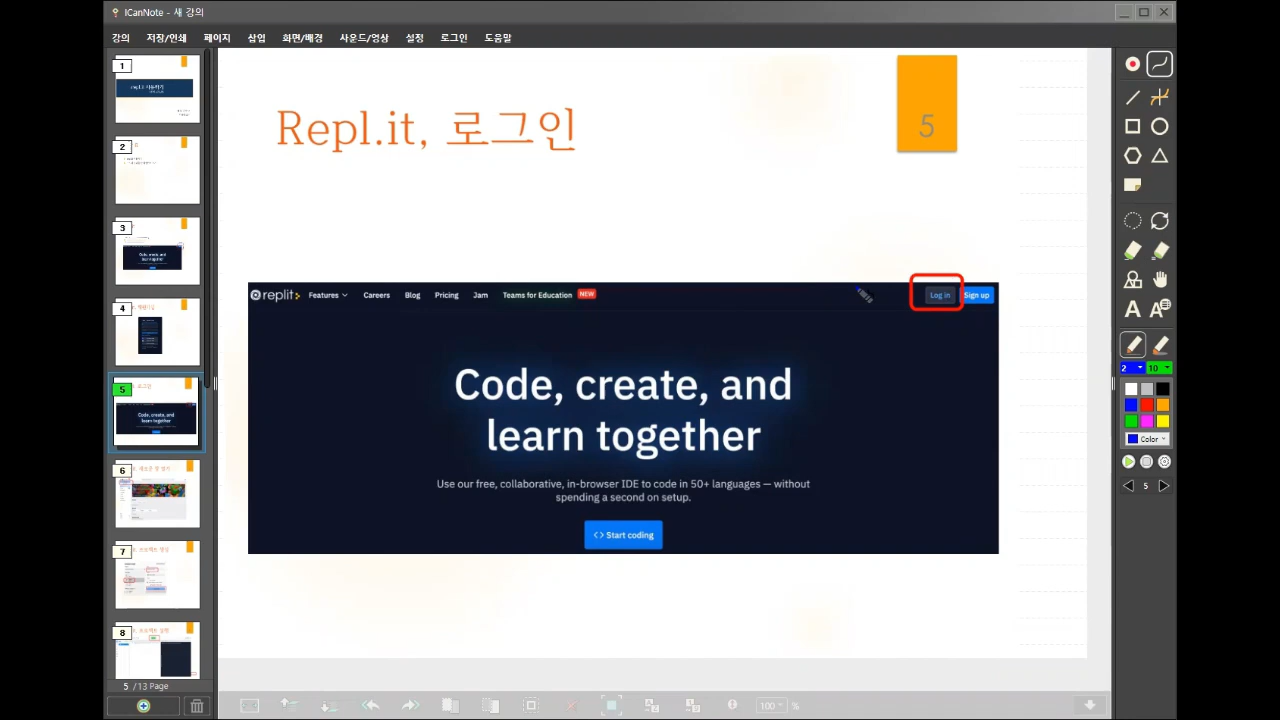 ICanNote - 새 강의
강의 저장/인쇄 페이지 삽입 화면/배경 사운드/영상 설정 로그인 도움말
1
2
3
4
5
6
7
8
5 /13 Page
Repl.it, 로그인
5
replit
Features Careers Blog Pricing Jam Teams for Education NEW Log in Sign up
Code, create, and
learn together
Use our free, collaborative, in-browser IDE to code in 50+ languages — without
spending a second on setup.
<> Start coding
A A
2 10
Color
5
100 %